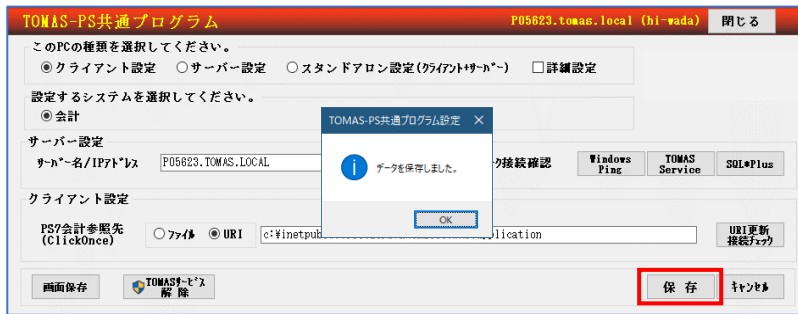 TOMAS-PS共通プログラム P05623.tomas.local (hi-wada) 閉じる
このPCの種類を選択してください。
クライアント設定 サーバー設定 スタンドアロン設定(クライアント+サーバー) 詳細設定
設定するシステムを選択してください。
会計
TOMAS-PS共通プログラム設定
データを保存しました。
OK
サーバー設定
サーバー名/IPアドレス P05623.TOMAS.LOCAL 接続確認 Windows Ping TOMAS Service SQL*Plus
クライアント設定
PS7会計参照先 (ClickOnce) ファイル URI c:¥inetpub lication URI更新 接続チェック
画面保存 TOMASサービス 解除 保存 キャンセル